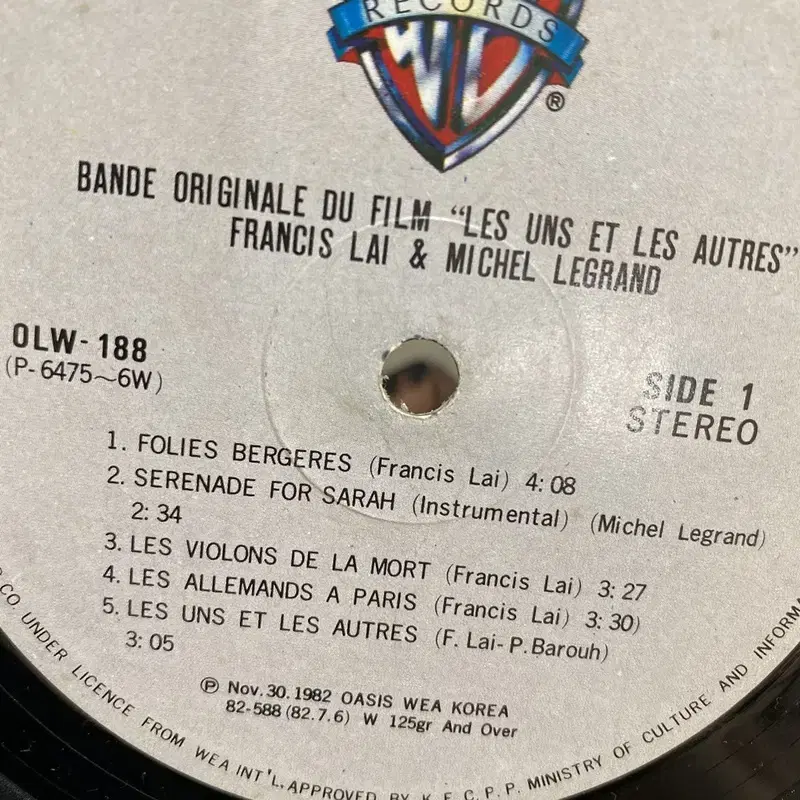 RECORDS
WB
®
BANDE ORIGINALE DU FILM “LES UNS ET LES AUTRES”
FRANCIS LAI & MICHEL LEGRAND
OLW-188
(P-6475~6W)
SIDE 1
STEREO
1. FOLIES BERGERES (Francis Lai) 4:08
2. SERENADE FOR SARAH (Instrumental) (Michel Legrand)
2:34
3. LES VIOLONS DE LA MORT (Francis Lai) 3:27
4. LES ALLEMANDS A PARIS (Francis Lai) 3:30)
5. LES UNS ET LES AUTRES (F. Lai-P. Barouh)
3:05
Ⓟ Nov. 30. 1982 OASIS WEA KOREA
82-588 (82.7.6) W 125gr And Over
CO. UNDER LICENCE FROM WEA INT'L, APPROVED BY K.F.C.P.P. MINISTRY OF CULTURE AND